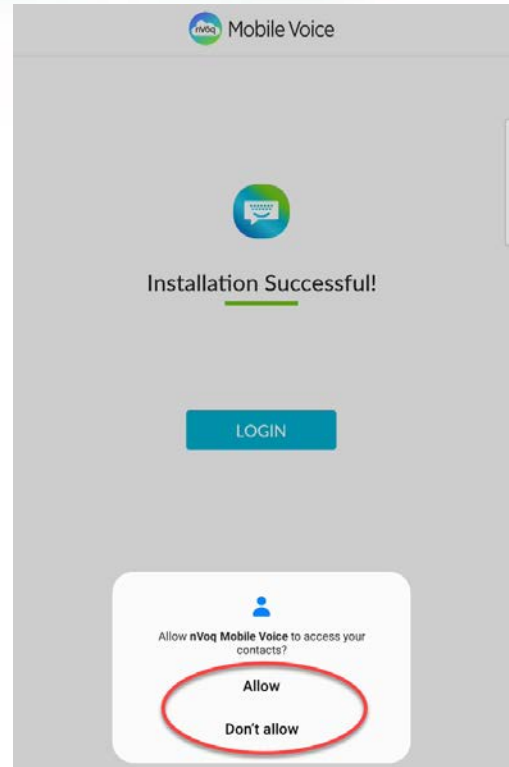 nVoq Mobile Voice
Installation Successful!
LOGIN
Allow nVoq Mobile Voice to access your
contacts?
Allow
Don't allow